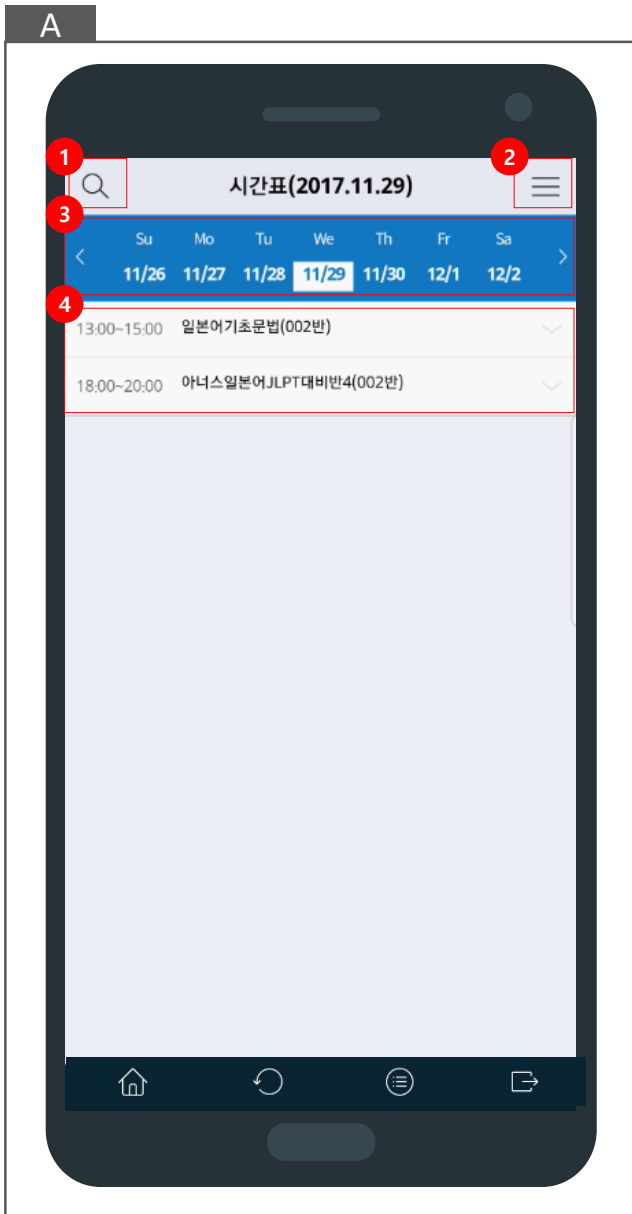 A
1
2
시간표(2017.11.29)
3
Su Mo Tu We Th Fr Sa
11/26 11/27 11/28 11/29 11/30 12/1 12/2
4
13:00~15:00 일본어기초문법(002반)
18:00~20:00 아너스일본어JLPT대비반4(002반)